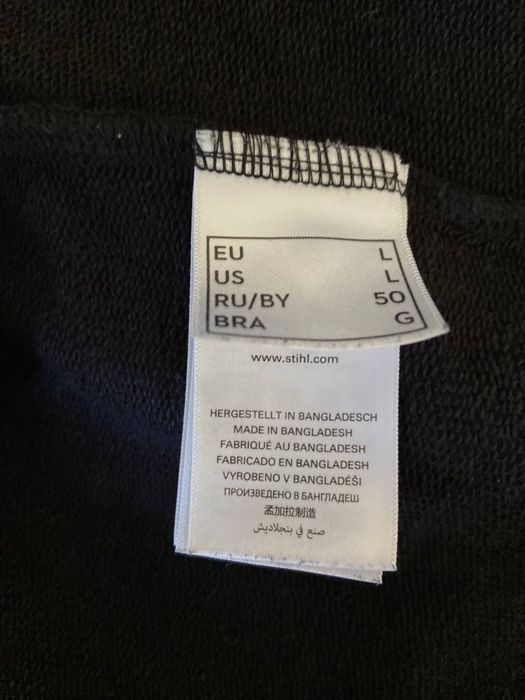 EU L
US L
RU/BY 50
BRA G
www.stihl.com
HERGESTELLT IN BANGLADESCH
MADE IN BANGLADESH
FABRIQUÉ AU BANGLADESH
FABRICADO EN BANGLADESH
VYROBENO V BANGLADÉŠI
ПРОИЗВЕДЕНО В БАНГЛАДЕШ
孟加拉制造
صنع في بنجلاديش